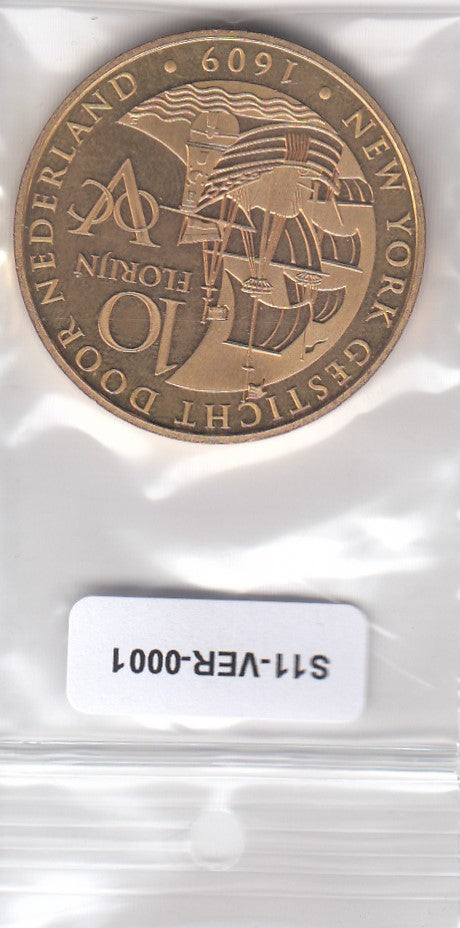 NEW YORK GESTICHT DOOR NEDERLAND • 1609 •
10
FLORIJN
S11-VER-0001